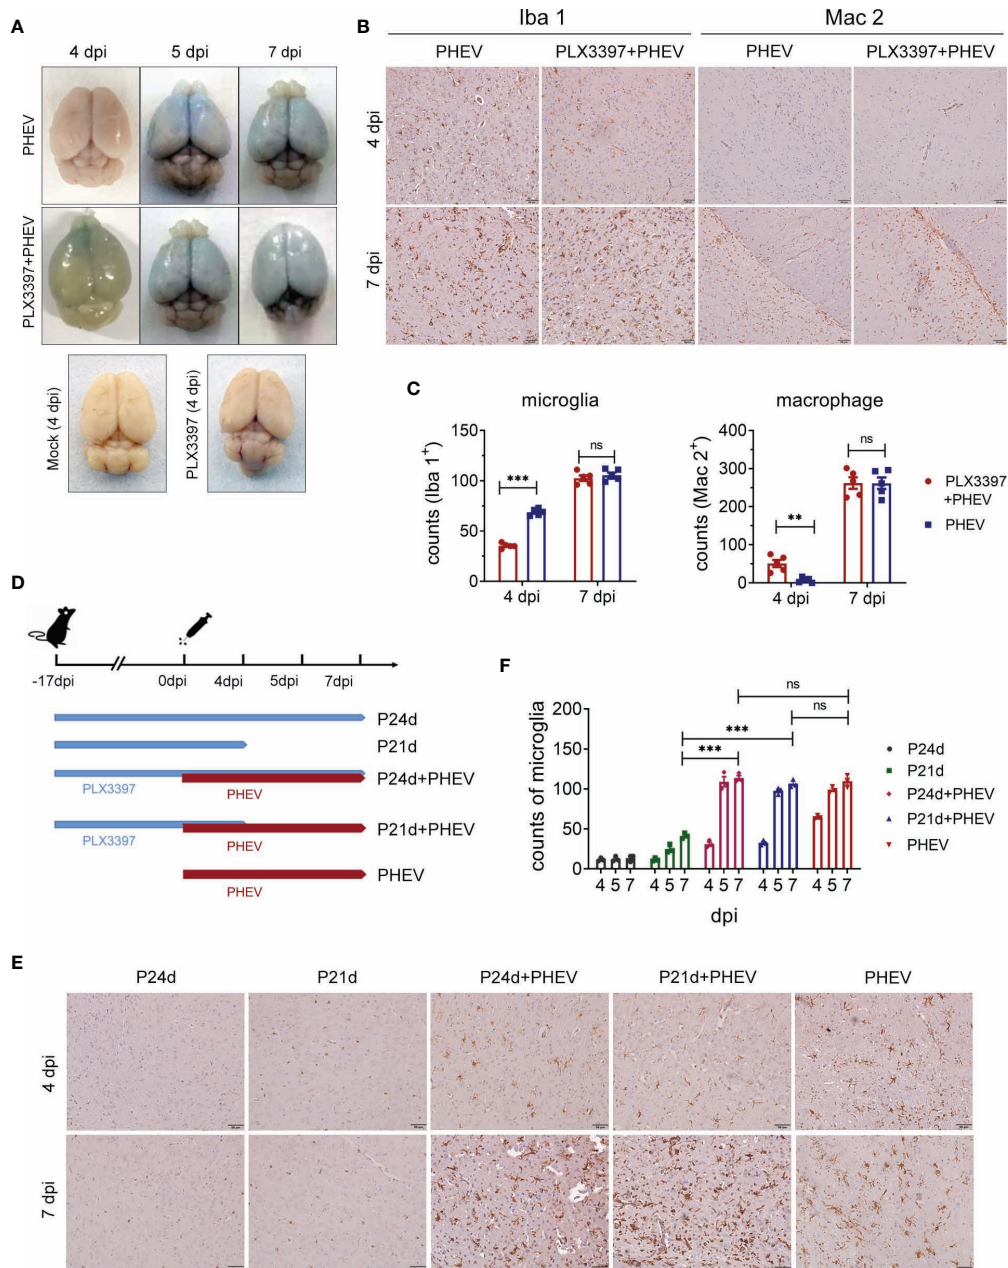 A
4 dpi 5 dpi 7 dpi
PHEV
PLX3397+PHEV
Mock (4 dpi)
PLX3397 (4 dpi)
B
Iba 1 Mac 2
PHEV PLX3397+PHEV PHEV PLX3397+PHEV
4 dpi
7 dpi
C
microglia
counts (Iba 1+)
150
100
50
0
***
ns
4 dpi 7 dpi
macrophage
counts (Mac 2+)
400
300
200
100
0
**
ns
4 dpi 7 dpi
PLX3397
+PHEV
PHEV
D
-17dpi 0dpi 4dpi 5dpi 7dpi
P24d
P21d
P24d+PHEV
PLX3397 PHEV
P21d+PHEV
PLX3397 PHEV
PHEV
PHEV
F
counts of microglia
200
150
100
50
0
ns
ns
***
***
4 5 7 4 5 7 4 5 7 4 5 7 4 5 7
dpi
P24d
P21d
P24d+PHEV
P21d+PHEV
PHEV
E
P24d P21d P24d+PHEV P21d+PHEV PHEV
4 dpi
7 dpi